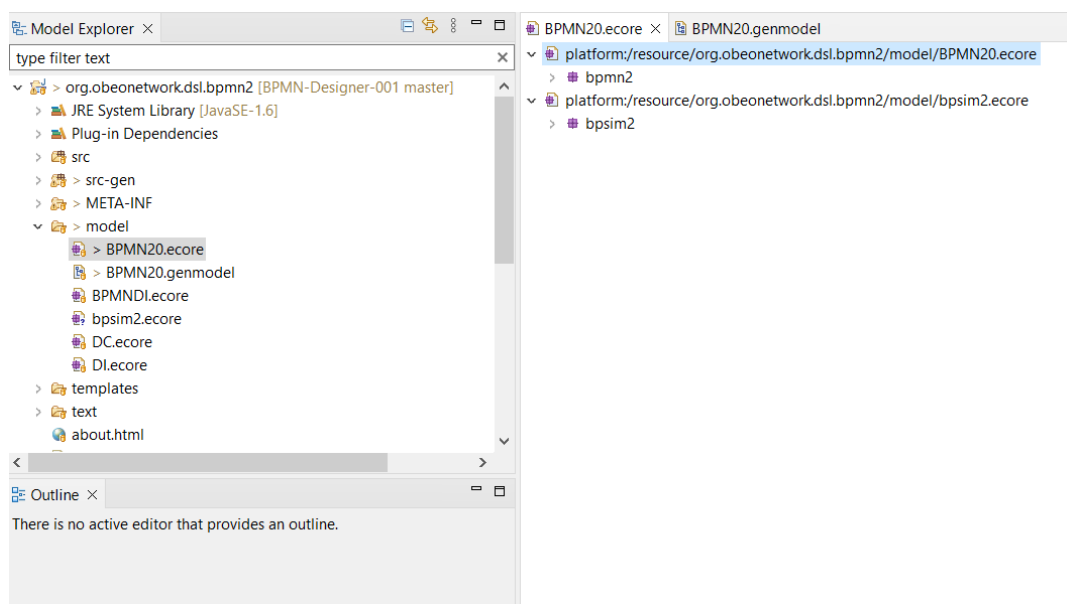 Model Explorer
type filter text
> org.obeonetwork.dsl.bpmn2 [BPMN-Designer-001 master]
JRE System Library [JavaSE-1.6]
Plug-in Dependencies
src
> src-gen
> META-INF
> model
> BPMN20.ecore
> BPMN20.genmodel
BPMNDI.ecore
bpsim2.ecore
DC.ecore
DI.ecore
templates
text
about.html
Outline
There is no active editor that provides an outline.
BPMN20.ecore
BPMN20.genmodel
platform:/resource/org.obeonetwork.dsl.bpmn2/model/BPMN20.ecore
bpmn2
platform:/resource/org.obeonetwork.dsl.bpmn2/model/bpsim2.ecore
bpsim2